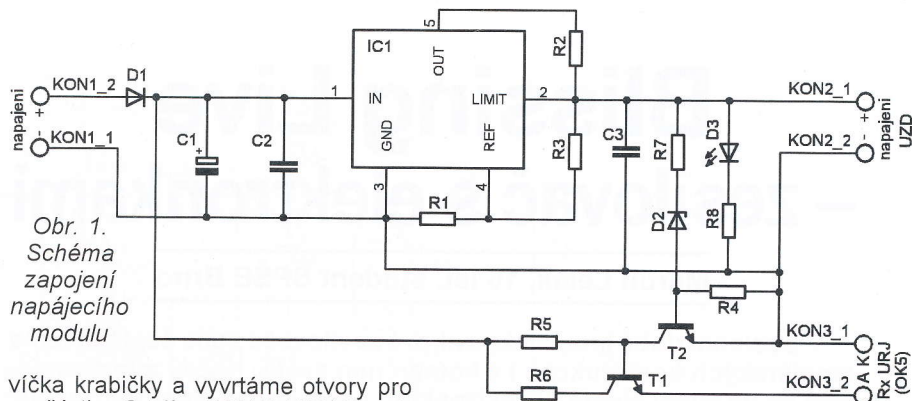 KON1_2
D1
napajeni
- +
KON1_1
C1
+
C2
IC1
1
IN
OUT
5
LIMIT
2
GND
3
REF
4
R1
R2
R3
C3
R7
D2
D3
R8
R4
KON2_1
KON2_2
- +
napajeni
UZD
R5
R6
T2
T1
KON3_1
KON3_2
A K
Rx URJ
(OK5)
Obr. 1.
Schéma
zapojení
napájecího
modulu
víčka krabičky a vyvrtáme otvory pro